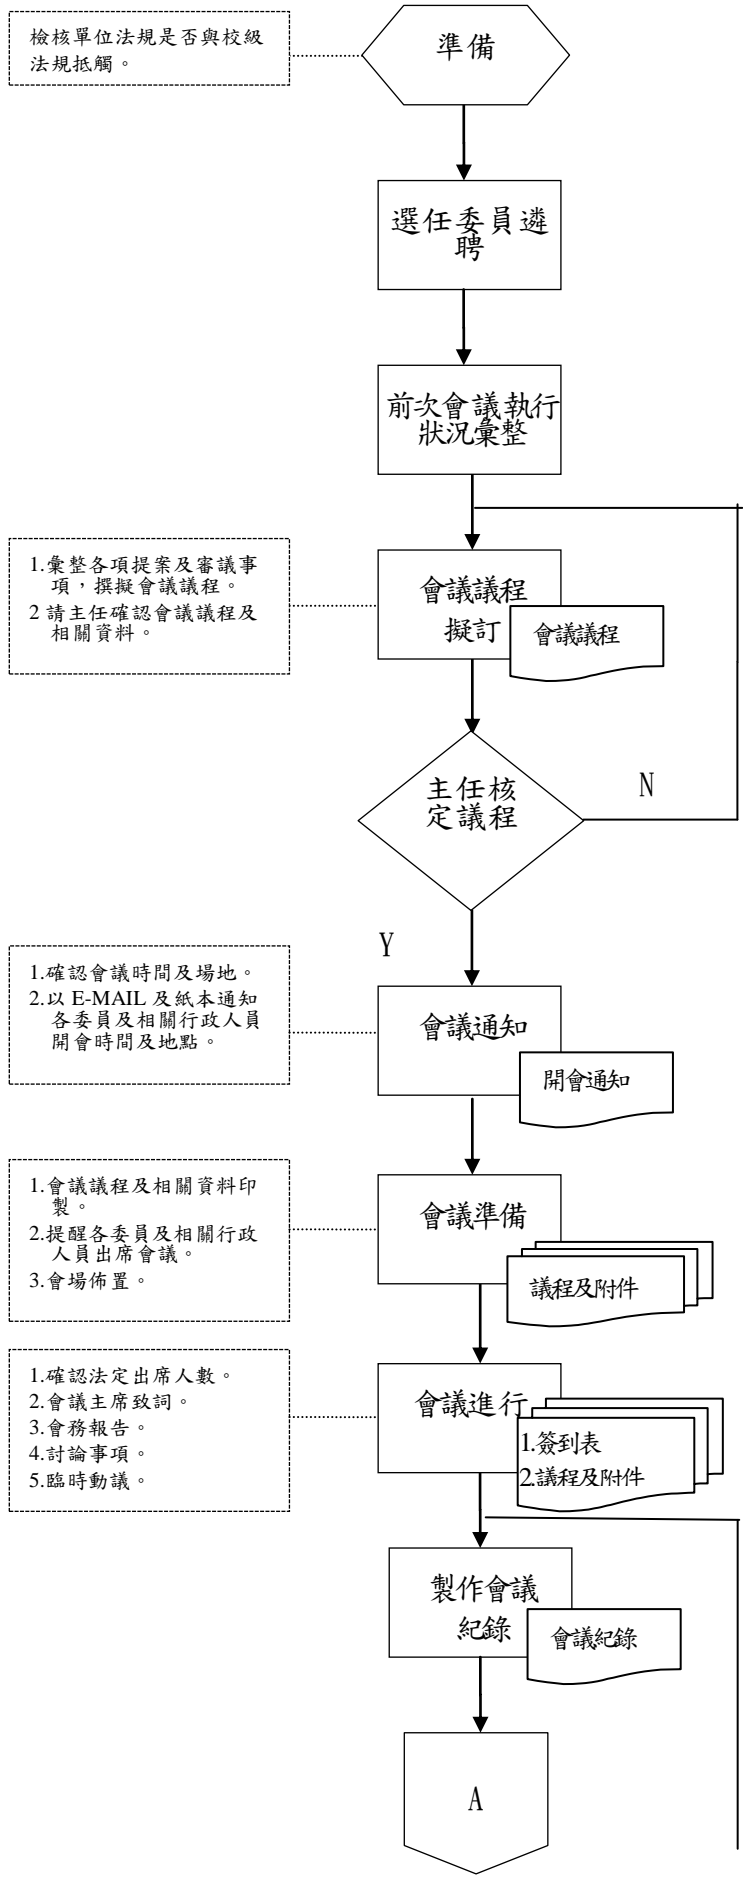 檢核單位法規是否與校級
法規抵觸。
準備
選任委員遴
聘
前次會議執行
狀況彙整
1.彙整各項提案及審議事
項，撰擬會議議程。
2 請主任確認會議議程及
相關資料。
會議議程
擬訂
會議議程
主任核
定議程
N
Y
1.確認會議時間及場地。
2.以 E-MAIL 及紙本通知
各委員及相關行政人員
開會時間及地點。
會議通知
開會通知
1.會議議程及相關資料印
製。
2.提醒各委員及相關行政
人員出席會議。
3.會場佈置。
會議準備
議程及附件
1.確認法定出席人數。
2.會議主席致詞。
3.會務報告。
4.討論事項。
5.臨時動議。
會議進行
1.簽到表
2.議程及附件
製作會議
紀錄
會議紀錄
A